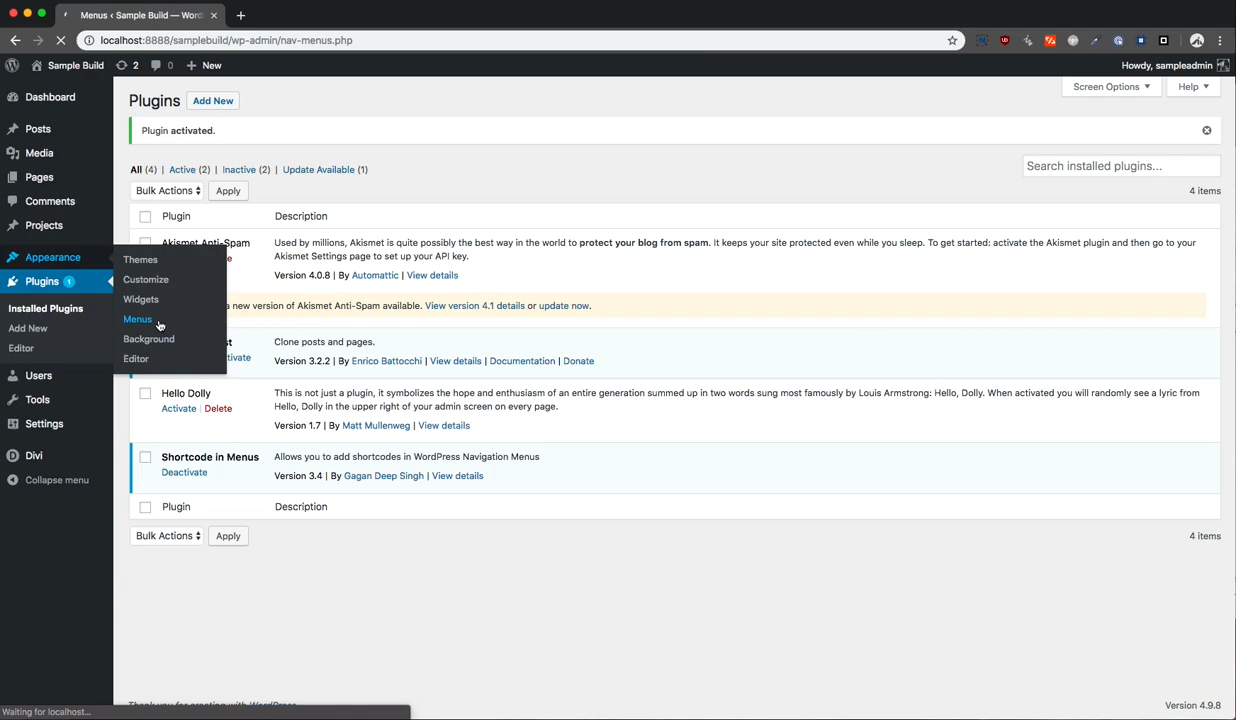 Menus ‹ Sample Build — Word
localhost:8888/samplebuild/wp-admin/nav-menus.php
Sample Build 2 0 New Howdy, sampleadmin
Dashboard
Posts
Media
Pages
Comments
Projects
Appearance
Plugins 1
Installed Plugins
Add New
Editor
Users
Tools
Settings
Divi
Collapse menu
Themes
Customize
Widgets
Menus
Background
Editor
Screen Options Help
Plugins Add New
Plugin activated.
All (4) | Active (2) | Inactive (2) | Update Available (1)
Search installed plugins...
Bulk Actions Apply 4 items
Plugin Description
Akismet Anti-Spam Used by millions, Akismet is quite possibly the best way in the world to protect your blog from spam. It keeps your site protected even while you sleep. To get started: activate the Akismet plugin and then go to your
Akismet Settings page to set up your API key.
Version 4.0.8 | By Automattic | View details
new version of Akismet Anti-Spam available. View version 4.1 details or update now.
Clone posts and pages.
Version 3.2.2 | By Enrico Battocchi | View details | Documentation | Donate
Hello Dolly This is not just a plugin, it symbolizes the hope and enthusiasm of an entire generation summed up in two words sung most famously by Louis Armstrong: Hello, Dolly. When activated you will randomly see a lyric from
Activate | Delete Hello, Dolly in the upper right of your admin screen on every page.
Version 1.7 | By Matt Mullenweg | View details
Shortcode in Menus Allows you to add shortcodes in WordPress Navigation Menus
Deactivate Version 3.4 | By Gagan Deep Singh | View details
Plugin Description
Bulk Actions Apply 4 items
Thank you for creating with WordPress. Version 4.9.8
Waiting for localhost...